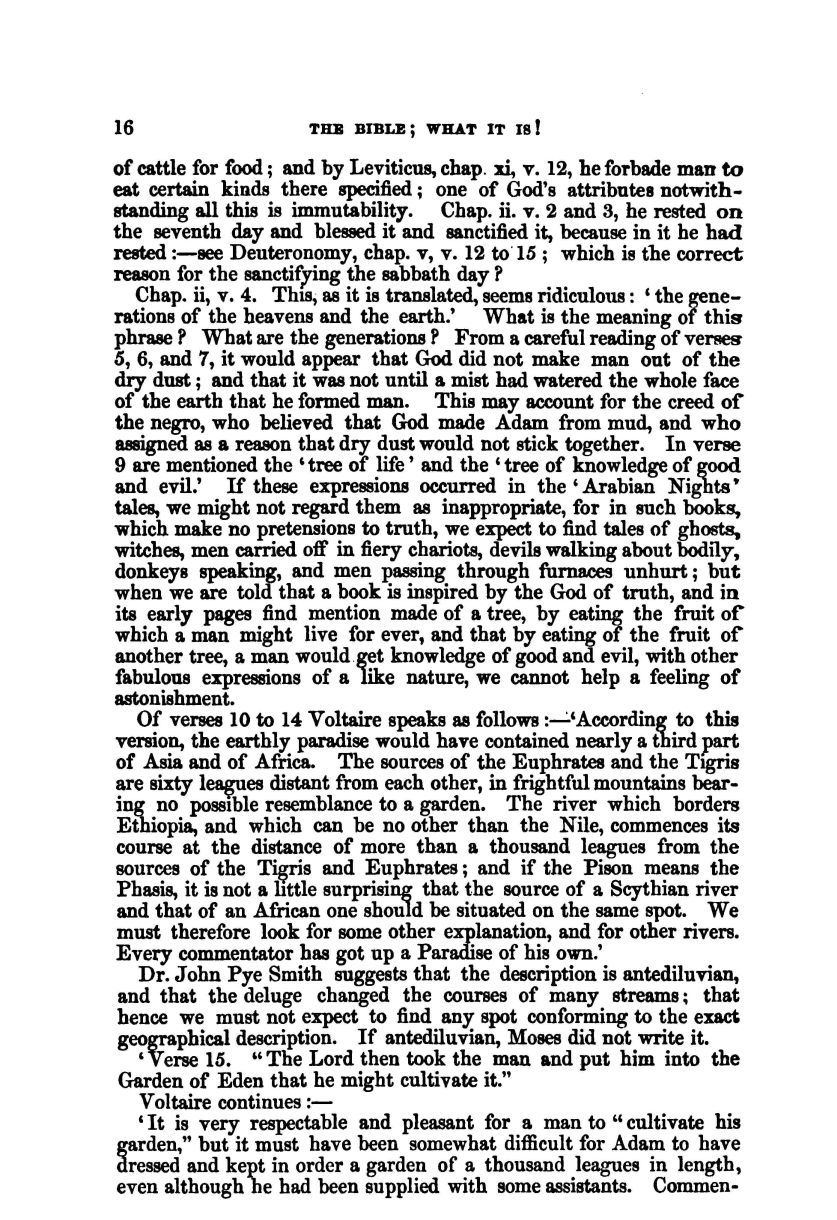 16 THE BIBLE; WHAT IT IS!
of cattle for food; and by Leviticus, chap. xi, v. 12, he forbade man to
eat certain kinds there specified; one of God's attributes notwith-
standing all this is immutability. Chap. ii. v. 2 and 3, he rested on
the seventh day and blessed it and sanctified it, because in it he had
rested:—see Deuteronomy, chap. v, v. 12 to 15; which is the correct
reason for the sanctifying the sabbath day?
Chap. ii, v. 4. This, as it is translated, seems ridiculous: 'the gene-
rations of the heavens and the earth.' What is the meaning of this
phrase? What are the generations? From a careful reading of verses
5, 6, and 7, it would appear that God did not make man out of the
dry dust; and that it was not until a mist had watered the whole face
of the earth that he formed man. This may account for the creed of
the negro, who believed that God made Adam from mud, and who
assigned as a reason that dry dust would not stick together. In verse
9 are mentioned the 'tree of life' and the 'tree of knowledge of good
and evil.' If these expressions occurred in the 'Arabian Nights'
tales, we might not regard them as inappropriate, for in such books,
which make no pretensions to truth, we expect to find tales of ghosts,
witches, men carried off in fiery chariots, devils walking about bodily,
donkeys speaking, and men passing through furnaces unhurt; but
when we are told that a book is inspired by the God of truth, and in
its early pages find mention made of a tree, by eating the fruit of
which a man might live for ever, and that by eating of the fruit of
another tree, a man would get knowledge of good and evil, with other
fabulous expressions of a like nature, we cannot help a feeling of
astonishment.
Of verses 10 to 14 Voltaire speaks as follows:—'According to this
version, the earthly paradise would have contained nearly a third part
of Asia and of Africa. The sources of the Euphrates and the Tigris
are sixty leagues distant from each other, in frightful mountains bear-
ing no possible resemblance to a garden. The river which borders
Ethiopia, and which can be no other than the Nile, commences its
course at the distance of more than a thousand leagues from the
sources of the Tigris and Euphrates; and if the Pison means the
Phasis, it is not a little surprising that the source of a Scythian river
and that of an African one should be situated on the same spot. We
must therefore look for some other explanation, and for other rivers.
Every commentator has got up a Paradise of his own.'
Dr. John Pye Smith suggests that the description is antediluvian,
and that the deluge changed the courses of many streams; that
hence we must not expect to find any spot conforming to the exact
geographical description. If antediluvian, Moses did not write it.
'Verse 15. "The Lord then took the man and put him into the
Garden of Eden that he might cultivate it."
Voltaire continues:—
'It is very respectable and pleasant for a man to "cultivate his
garden," but it must have been somewhat difficult for Adam to have
dressed and kept in order a garden of a thousand leagues in length,
even although he had been supplied with some assistants. Commen-